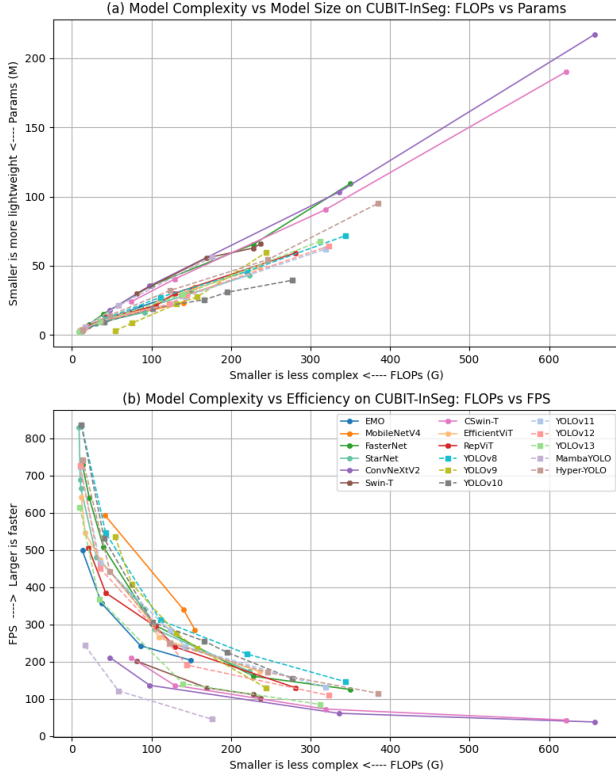 (a) Model Complexity vs Model Size on CUBIT-InSeg: FLOPs vs Params
Smaller is more lightweight <---- Params (M)
200
150
100
50
0
0 100 200 300 400 500 600
Smaller is less complex <---- FLOPs (G)
(b) Model Complexity vs Efficiency on CUBIT-InSeg: FLOPs vs FPS
FPS ----> Larger is faster
800
700
600
500
400
300
200
100
0
EMO
MobileNetV4
FasterNet
StarNet
ConvNeXtV2
Swin-T
CSwin-T
EfficientViT
RepViT
YOLOv8
YOLOv9
YOLOv10
YOLOv11
YOLOv12
YOLOv13
MambaYOLO
Hyper-YOLO
0 100 200 300 400 500 600
Smaller is less complex <---- FLOPs (G)